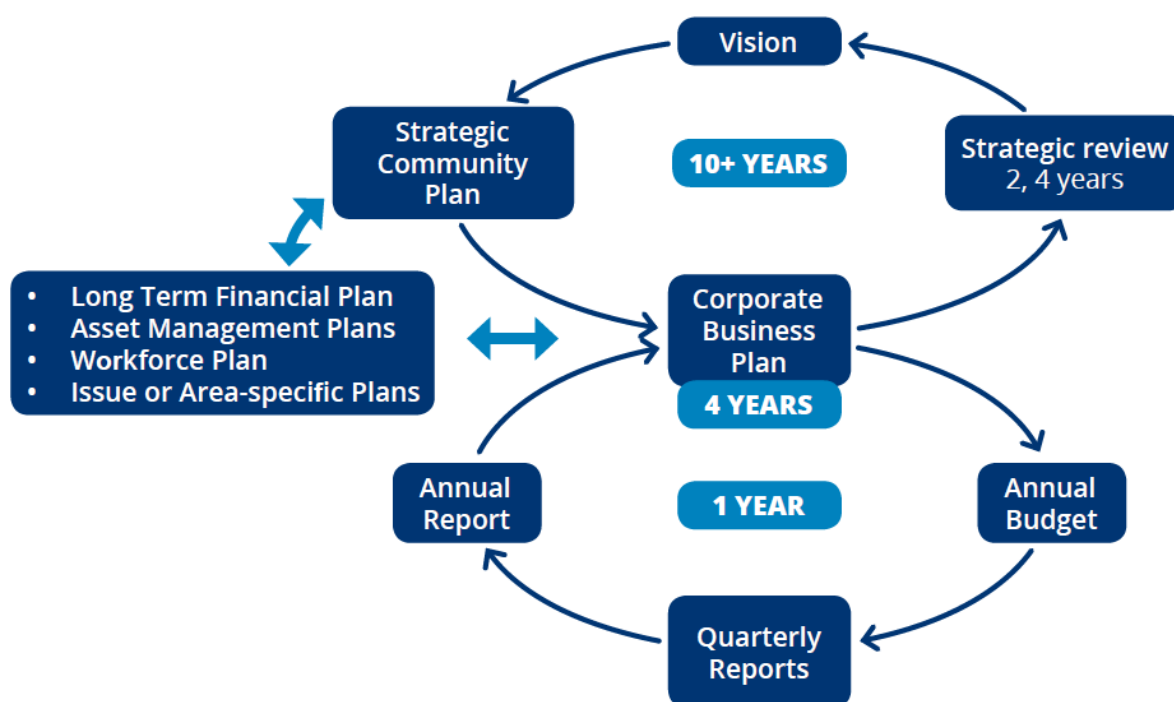 Vision
Strategic
Community
Plan
10+ YEARS
Strategic review
2, 4 years
• Long Term Financial Plan
• Asset Management Plans
• Workforce Plan
• Issue or Area-specific Plans
Corporate
Business
Plan
4 YEARS
Annual
Report
1 YEAR
Annual
Budget
Quarterly
Reports